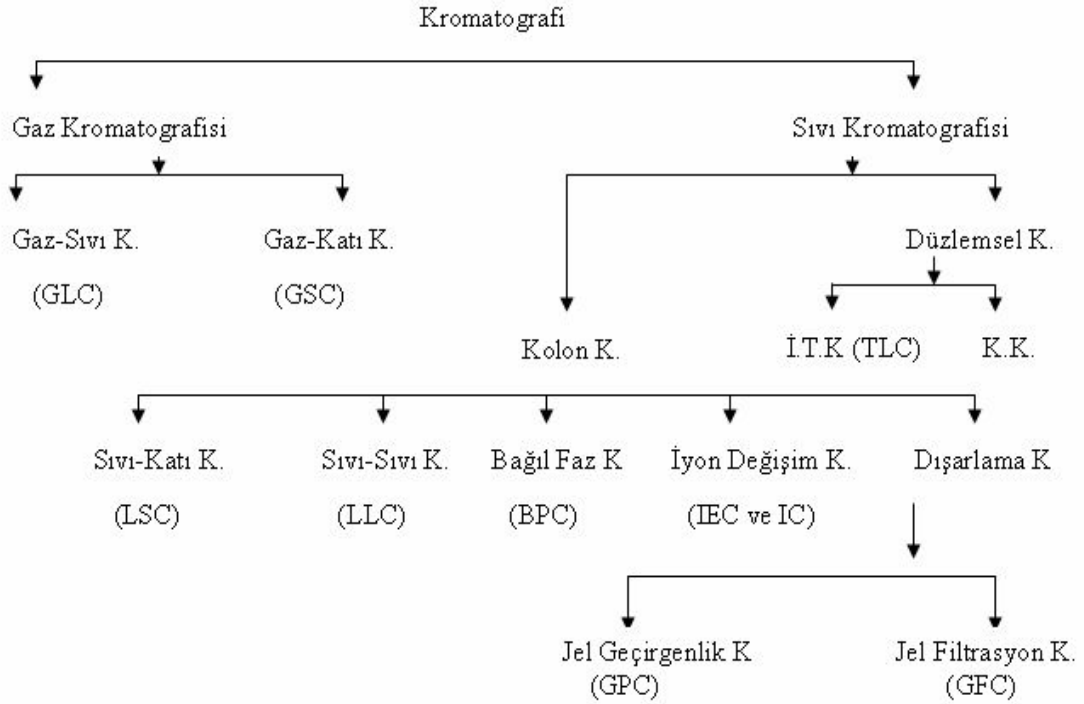 Kromatografi
Gaz Kromatografisi
Sıvı Kromatografisi
Gaz-Sıvı K.
(GLC)
Gaz-Katı K.
(GSC)
Düzlemsel K.
Kolon K.
İ.T.K (TLC)
K.K.
Sıvı-Katı K.
(LSC)
Sıvı-Sıvı K.
(LLC)
Bağıl Faz K
(BPC)
İyon Değişim K.
(IEC ve IC)
Dışarlama K
Jel Geçirgenlik K
(GPC)
Jel Filtrasyon K.
(GFC)